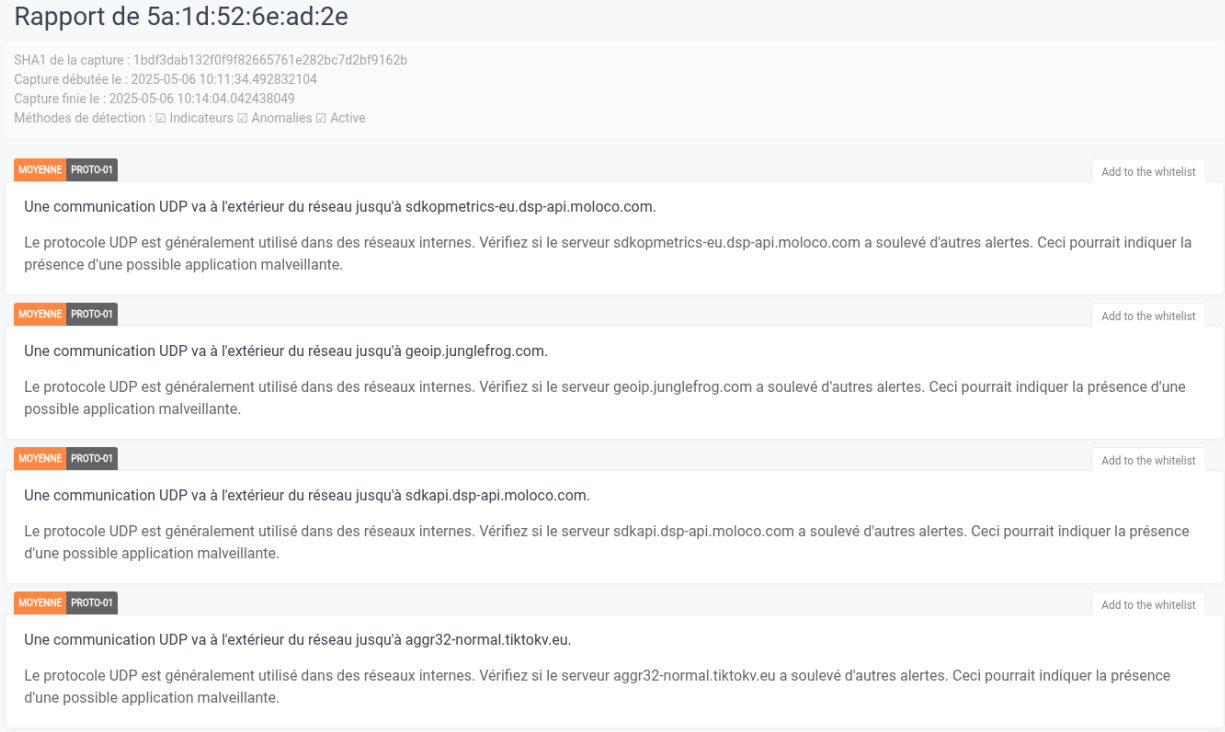 Rapport de 5a:1d:52:6e:ad:2e
SHA1 de la capture : 1bdf3dab132f0f9f82665761e282bc7d2bf9162b
Capture débutée le : 2025-05-06 10:11:34.492832104
Capture finie le : 2025-05-06 10:14:04.042438049
Méthodes de détection : ☑ Indicateurs ☑ Anomalies ☑ Active
MOYENNE PROTO-01 Add to the whitelist
Une communication UDP va à l'extérieur du réseau jusqu'à sdkopmetrics-eu.dsp-api.moloco.com.
Le protocole UDP est généralement utilisé dans des réseaux internes. Vérifiez si le serveur sdkopmetrics-eu.dsp-api.moloco.com a soulevé d'autres alertes. Ceci pourrait indiquer la
présence d'une possible application malveillante.
MOYENNE PROTO-01 Add to the whitelist
Une communication UDP va à l'extérieur du réseau jusqu'à geoip.junglefrog.com.
Le protocole UDP est généralement utilisé dans des réseaux internes. Vérifiez si le serveur geoip.junglefrog.com a soulevé d'autres alertes. Ceci pourrait indiquer la présence d'une
possible application malveillante.
MOYENNE PROTO-01 Add to the whitelist
Une communication UDP va à l'extérieur du réseau jusqu'à sdkapi.dsp-api.moloco.com.
Le protocole UDP est généralement utilisé dans des réseaux internes. Vérifiez si le serveur sdkapi.dsp-api.moloco.com a soulevé d'autres alertes. Ceci pourrait indiquer la présence
d'une possible application malveillante.
MOYENNE PROTO-01 Add to the whitelist
Une communication UDP va à l'extérieur du réseau jusqu'à aggr32-normal.tiktokv.eu.
Le protocole UDP est généralement utilisé dans des réseaux internes. Vérifiez si le serveur aggr32-normal.tiktokv.eu a soulevé d'autres alertes. Ceci pourrait indiquer la présence
d'une possible application malveillante.